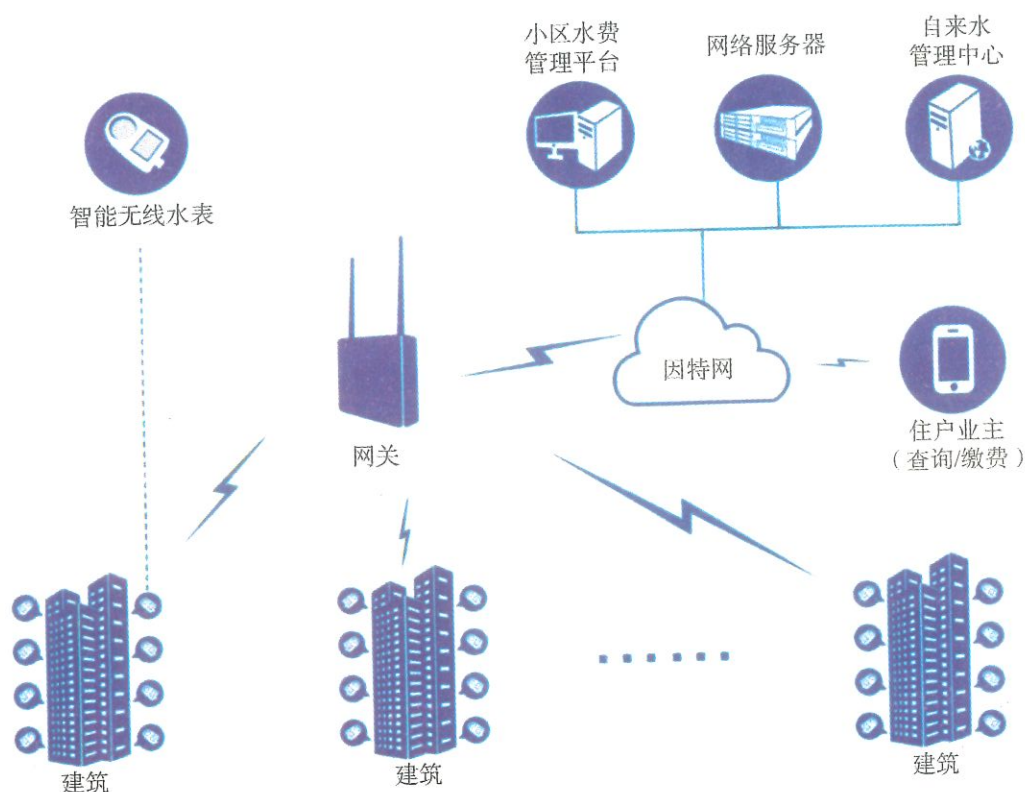 小区水费
管理平台
网络服务器
自来水
管理中心
智能无线水表
因特网
网关
住户业主
(查询/缴费)
建筑
建筑
建筑